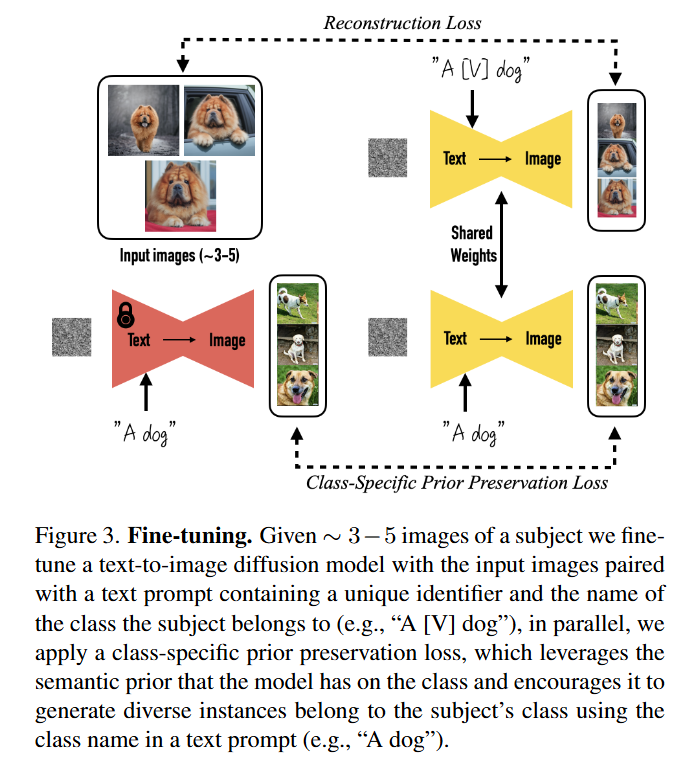 Reconstruction Loss
"A [V] dog"
Text → Image
Input images (~3–5)
Shared
Weights
Text → Image
Text → Image
"A dog"
"A dog"
Class-Specific Prior Preservation Loss
Figure 3. Fine-tuning. Given ∼ 3 − 5 images of a subject we fine-
tune a text-to-image diffusion model with the input images paired
with a text prompt containing a unique identifier and the name of
the class the subject belongs to (e.g., “A [V] dog”), in parallel, we
apply a class-specific prior preservation loss, which leverages the
semantic prior that the model has on the class and encourages it to
generate diverse instances belong to the subject’s class using the
class name in a text prompt (e.g., “A dog”).